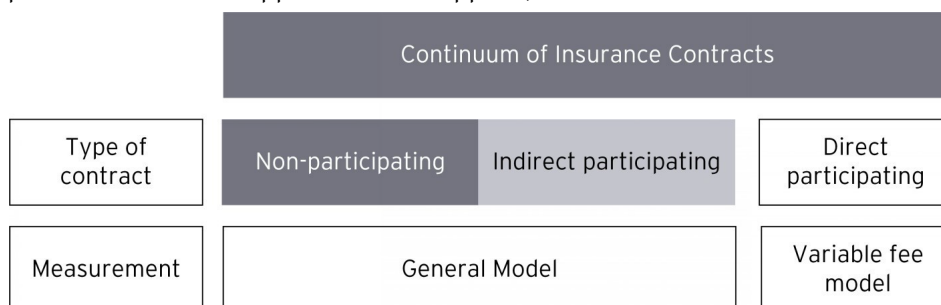 Continuum of Insurance Contracts
Type of
contract
Non-participating
Indirect participating
Direct
participating
Measurement
General Model
Variable fee
model